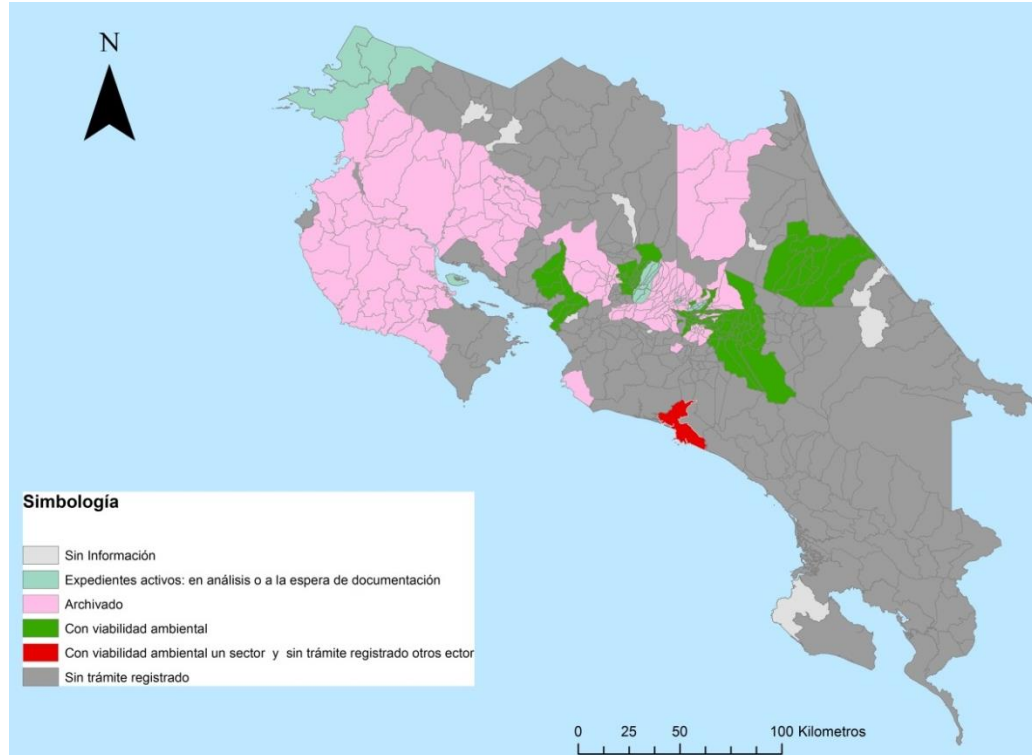 N
Simbología
Sin Información
Expedientes activos: en análisis o a la espera de documentación
Archivado
Con viabilidad ambiental
Con viabilidad ambiental un sector y sin trámite registrado otros ector
Sin trámite registrado
0 25 50 100 Kilometros